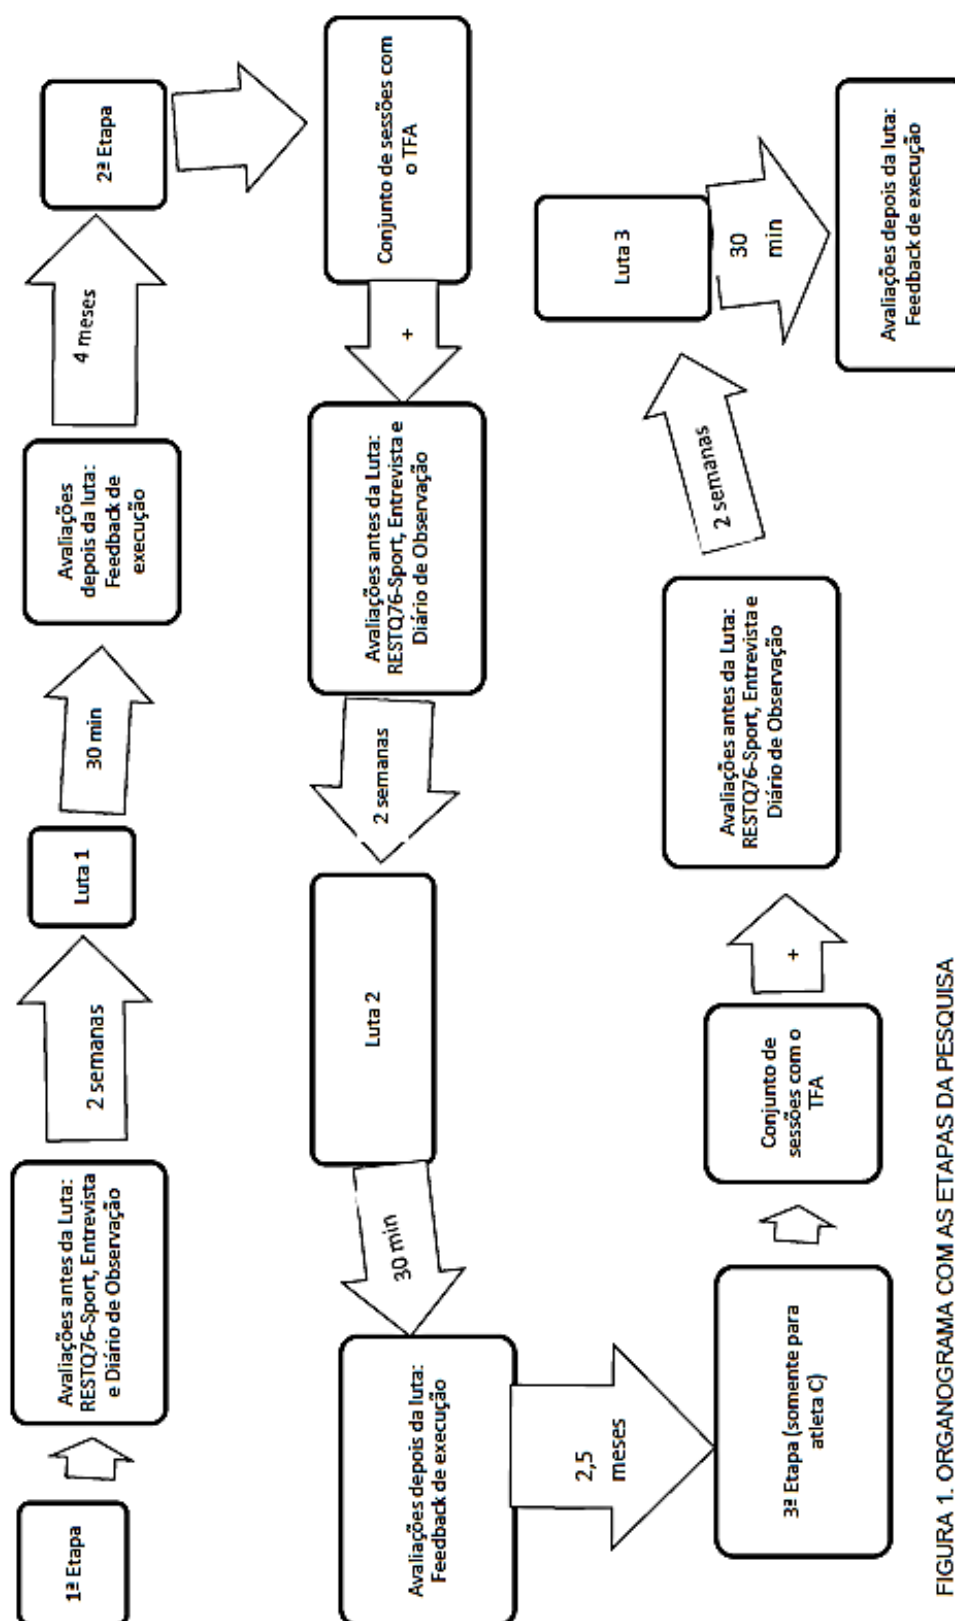 1ª Etapa
Avaliações antes da Luta:
RESTQ76-Sport, Entrevista
e Diário de Observação
2 semanas
Luta 1
30 min
Avaliações
depois da luta:
Feedback de
execução
4 meses
2ª Etapa
Conjunto de sessões com
o TFA
+
Avaliações antes da Luta:
RESTQ76-Sport, Entrevista e
Diário de Observação
2 semanas
Luta 2
30 min
Avaliações depois da luta:
Feedback de execução
2,5
meses
3ª Etapa (somente para
atleta C)
Conjunto de
sessões com o
TFA
+
Avaliações antes da Luta:
RESTQ76-Sport, Entrevista e
Diário de Observação
2 semanas
Luta 3
30
min
Avaliações depois da luta:
Feedback de execução
FIGURA 1. ORGANOGRAMA COM AS ETAPAS DA PESQUISA